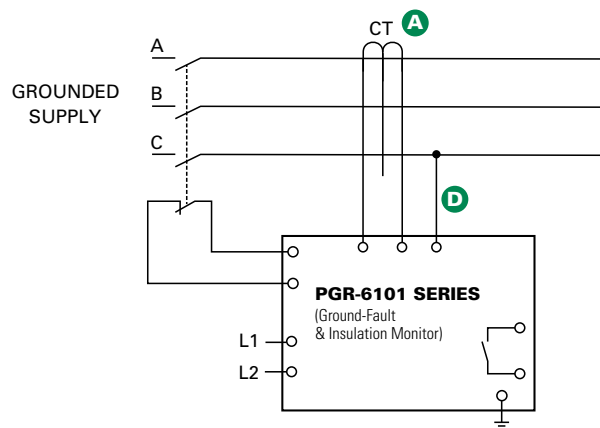 CT A
A
GROUNDED
SUPPLY
B
C
D
PGR-6101 SERIES
(Ground-Fault
& Insulation Monitor)
L1
L2